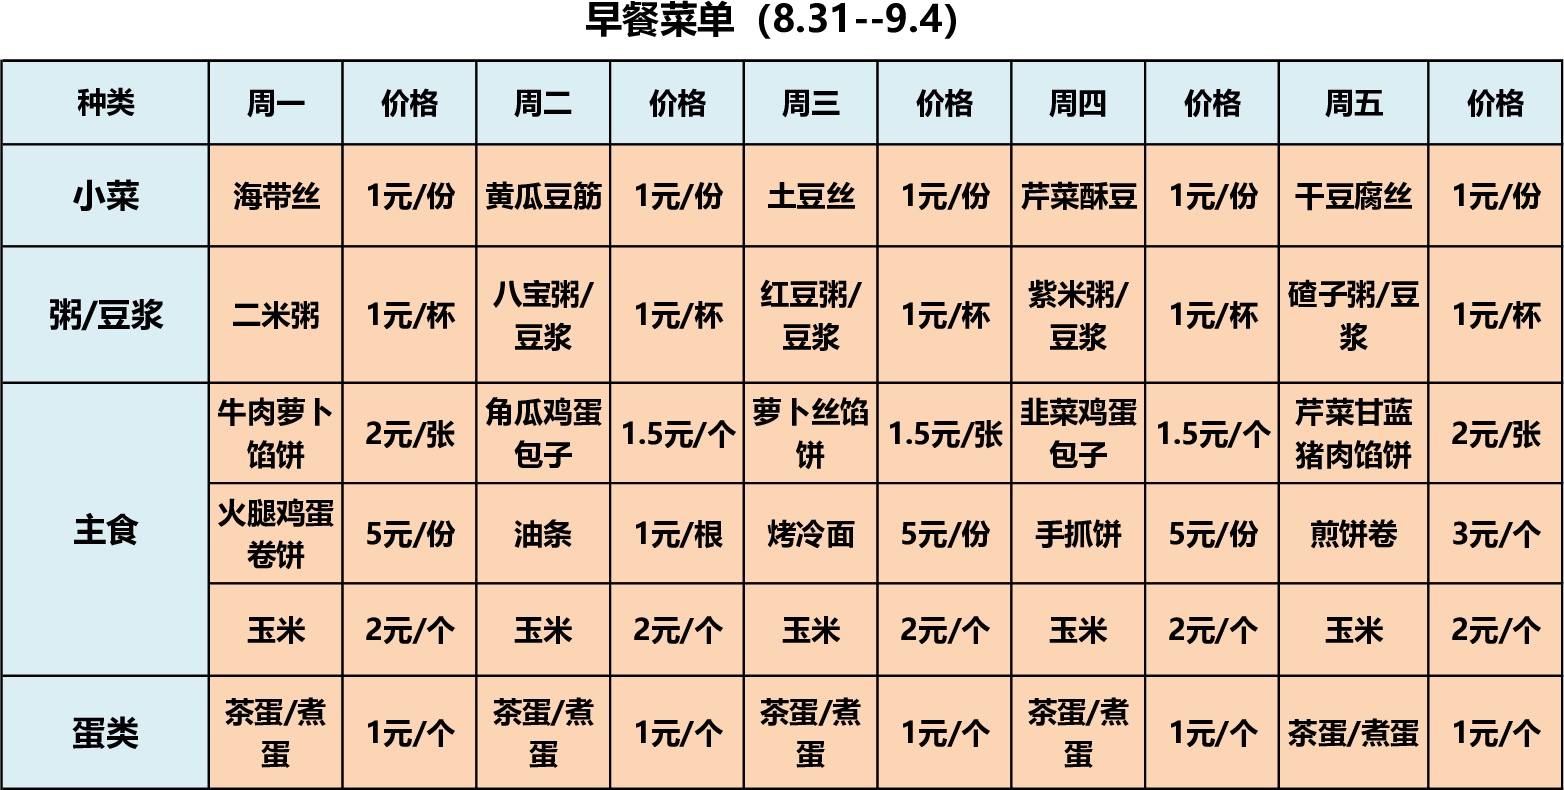 早餐菜单（8.31--9.4）
种类 周一 价格 周二 价格 周三 价格 周四 价格 周五 价格
小菜 海带丝 1元/份 黄瓜豆筋 1元/份 土豆丝 1元/份 芹菜酥豆 1元/份 干豆腐丝 1元/份
粥/豆浆 二米粥 1元/杯 八宝粥/豆浆 1元/杯 红豆粥/豆浆 1元/杯 紫米粥/豆浆 1元/杯 碴子粥/豆浆 1元/杯
主食 牛肉萝卜馅饼 2元/张 角瓜鸡蛋包子 1.5元/个 萝卜丝馅饼 1.5元/张 韭菜鸡蛋包子 1.5元/个 芹菜甘蓝猪肉馅饼 2元/张
火腿鸡蛋卷饼 5元/份 油条 1元/根 烤冷面 5元/份 手抓饼 5元/份 煎饼卷 3元/个
玉米 2元/个 玉米 2元/个 玉米 2元/个 玉米 2元/个 玉米 2元/个
蛋类 茶蛋/煮蛋 1元/个 茶蛋/煮蛋 1元/个 茶蛋/煮蛋 1元/个 茶蛋/煮蛋 1元/个 茶蛋/煮蛋 1元/个